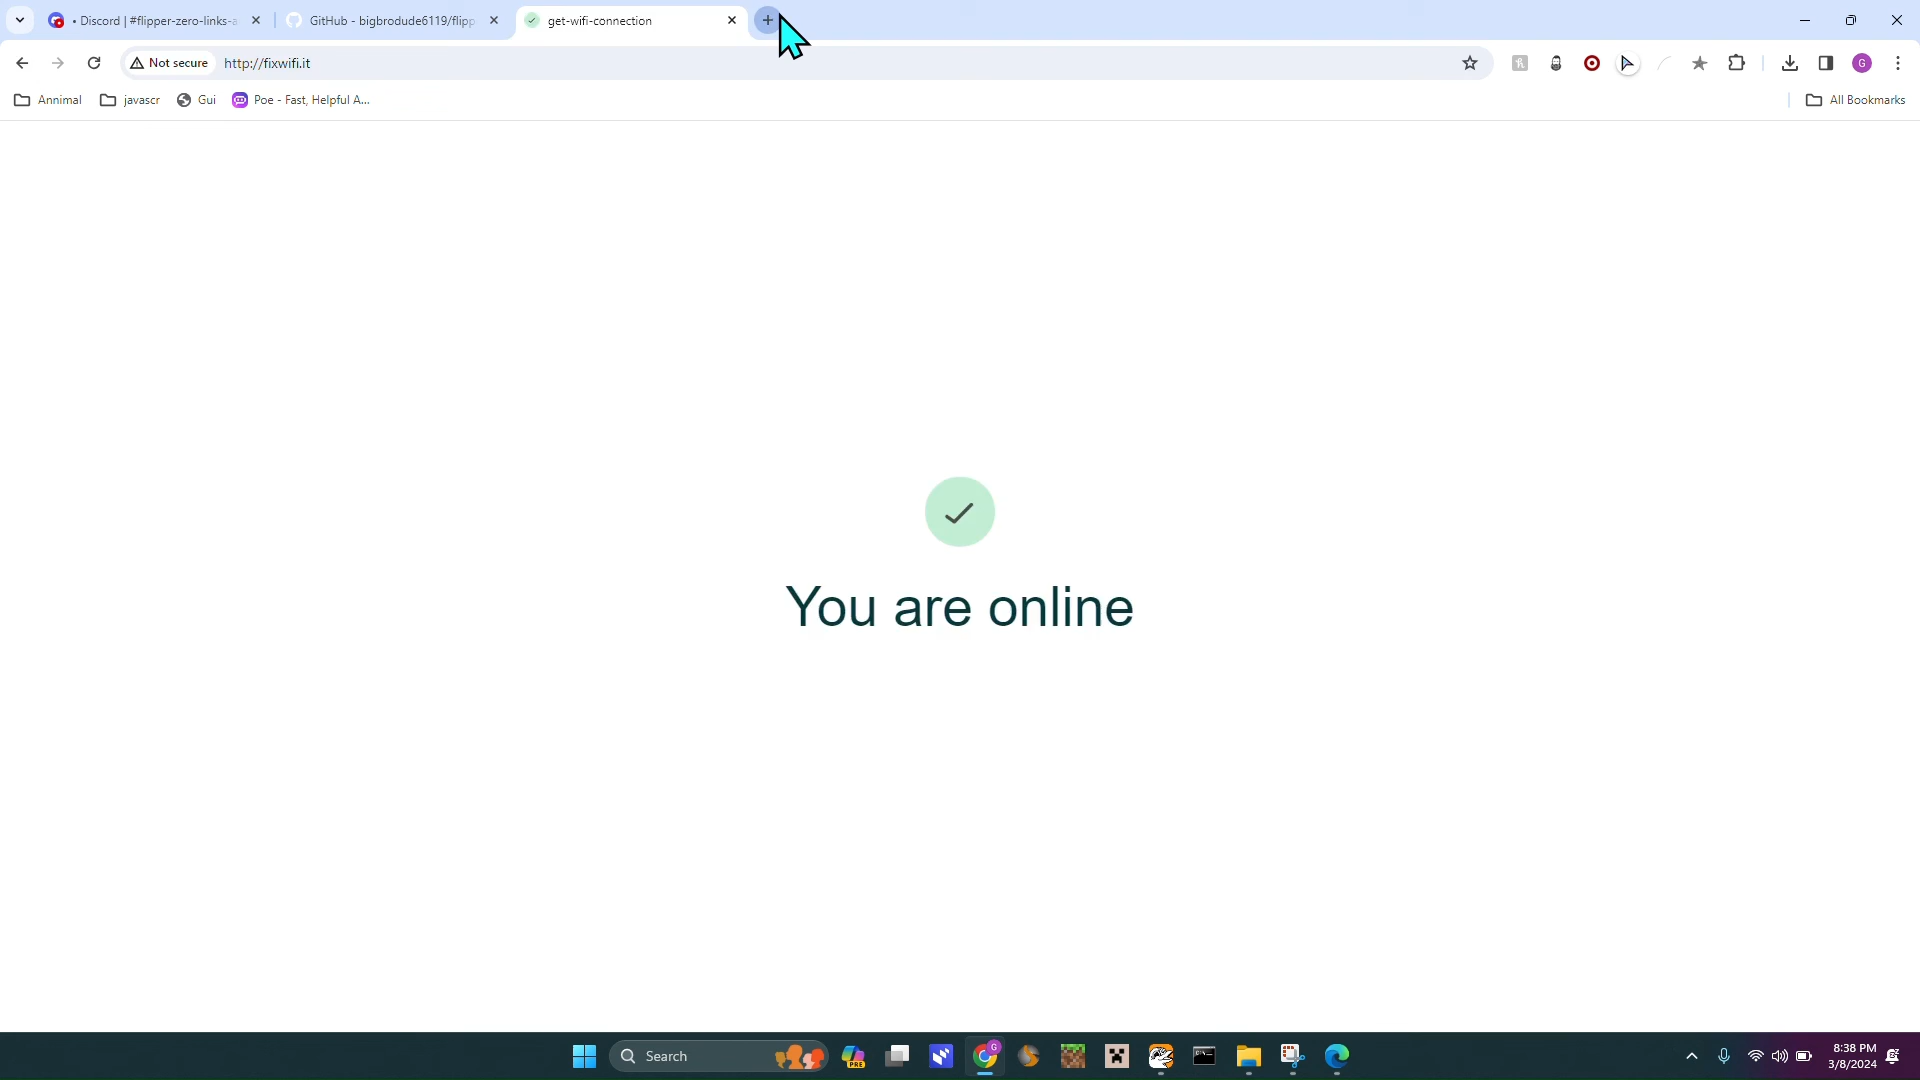 • Discord | #flipper-zero-links-a
GitHub - bigbrodude6119/flipp
get-wifi-connection
Not secure
http://fixwifi.it
Annimal
javascr
Gui
Poe - Fast, Helpful A...
All Bookmarks
G
You are online
Search
PRE
G
8:38 PM
3/8/2024